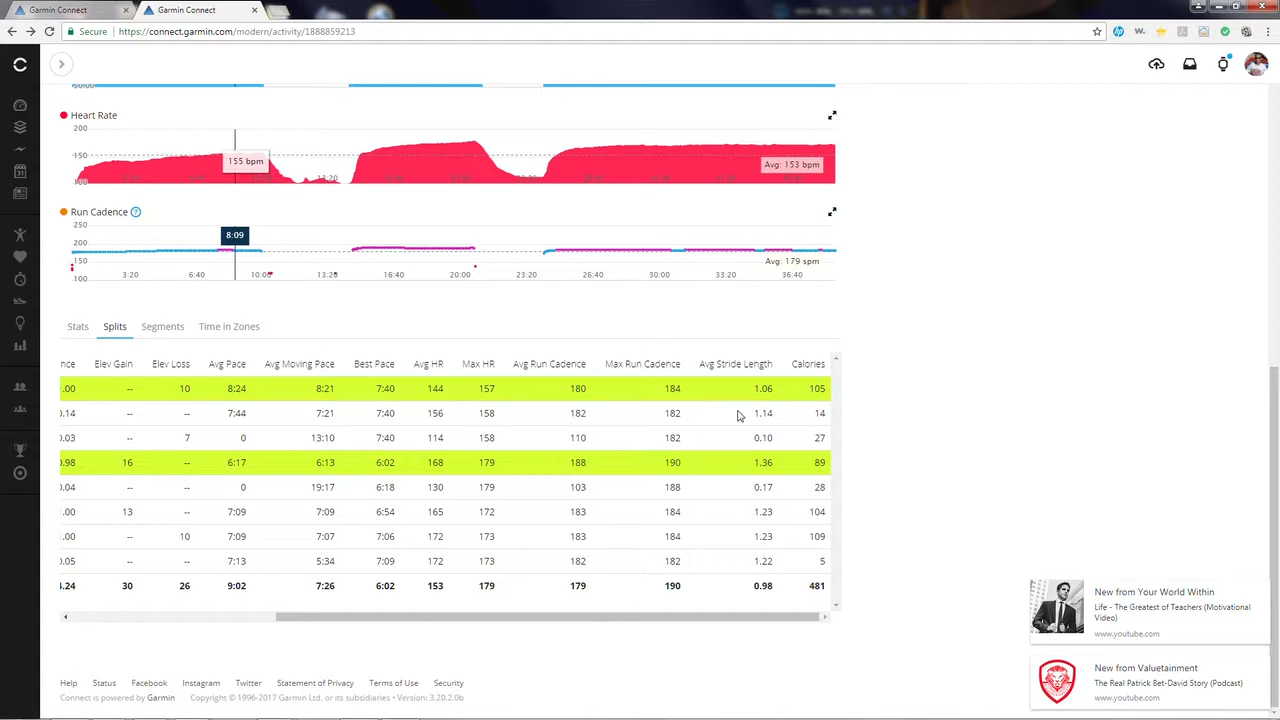 Garmin Connect
Garmin Connect
Secure https://connect.garmin.com/modern/activity/1888859213
Heart Rate
200
150
100
155 bpm
Avg: 153 bpm
Run Cadence
250
200
150
100
8:09
Avg: 179 spm
3:20 6:40 10:00 13:20 16:40 20:00 23:20 26:40 30:00 33:20 36:40
Stats Splits Segments Time in Zones
nce Elev Gain Elev Loss Avg Pace Avg Moving Pace Best Pace Avg HR Max HR Avg Run Cadence Max Run Cadence Avg Stride Length Calories
.00 -- 10 8:24 8:21 7:40 144 157 180 184 1.06 105
).14 -- -- 7:44 7:21 7:40 156 158 182 182 1.14 14
).03 -- 7 0 13:10 7:40 114 158 110 182 0.10 27
).98 16 -- 6:17 6:13 6:02 168 179 188 190 1.36 89
).04 -- -- 0 19:17 6:18 130 179 103 188 0.17 28
.00 13 -- 7:09 7:09 6:54 165 172 183 184 1.23 104
.00 -- 10 7:09 7:07 7:06 172 173 183 184 1.23 109
).05 -- -- 7:13 5:34 7:09 172 173 182 182 1.22 5
4.24 30 26 9:02 7:26 6:02 153 179 179 190 0.98 481
New from Your World Within
Life - The Greatest of Teachers (Motivational
Video)
www.youtube.com
New from Valuetainment
The Real Patrick Bet-David Story (Podcast)
www.youtube.com
Help Status Facebook Instagram Twitter Statement of Privacy Terms of Use Security
Connect is powered by Garmin Copyright © 1996-2017 Garmin Ltd. or its subsidiaries • Version: 3.20.2.0b